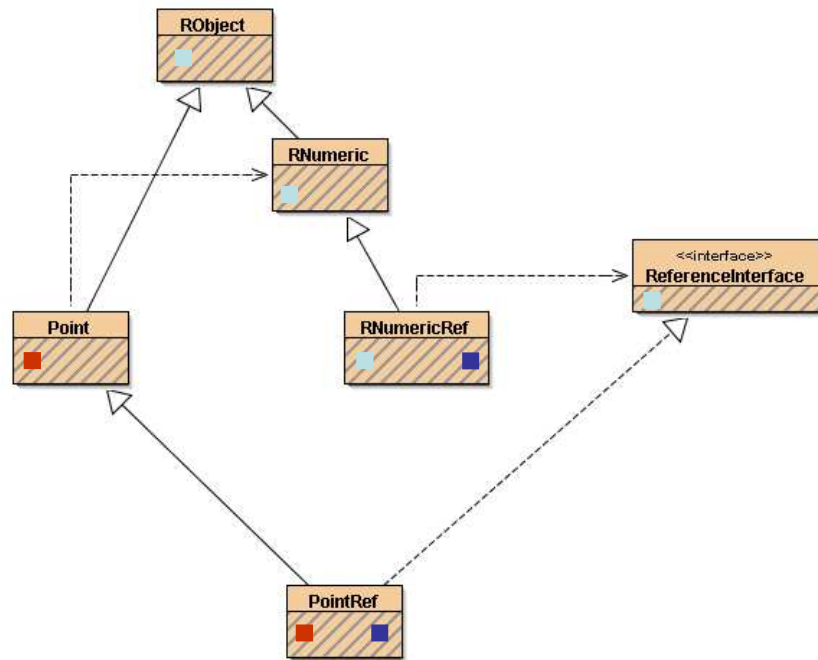 RObject
RNumeric
<<interface>>
ReferenceInterface
Point
RNumericRef
PointRef